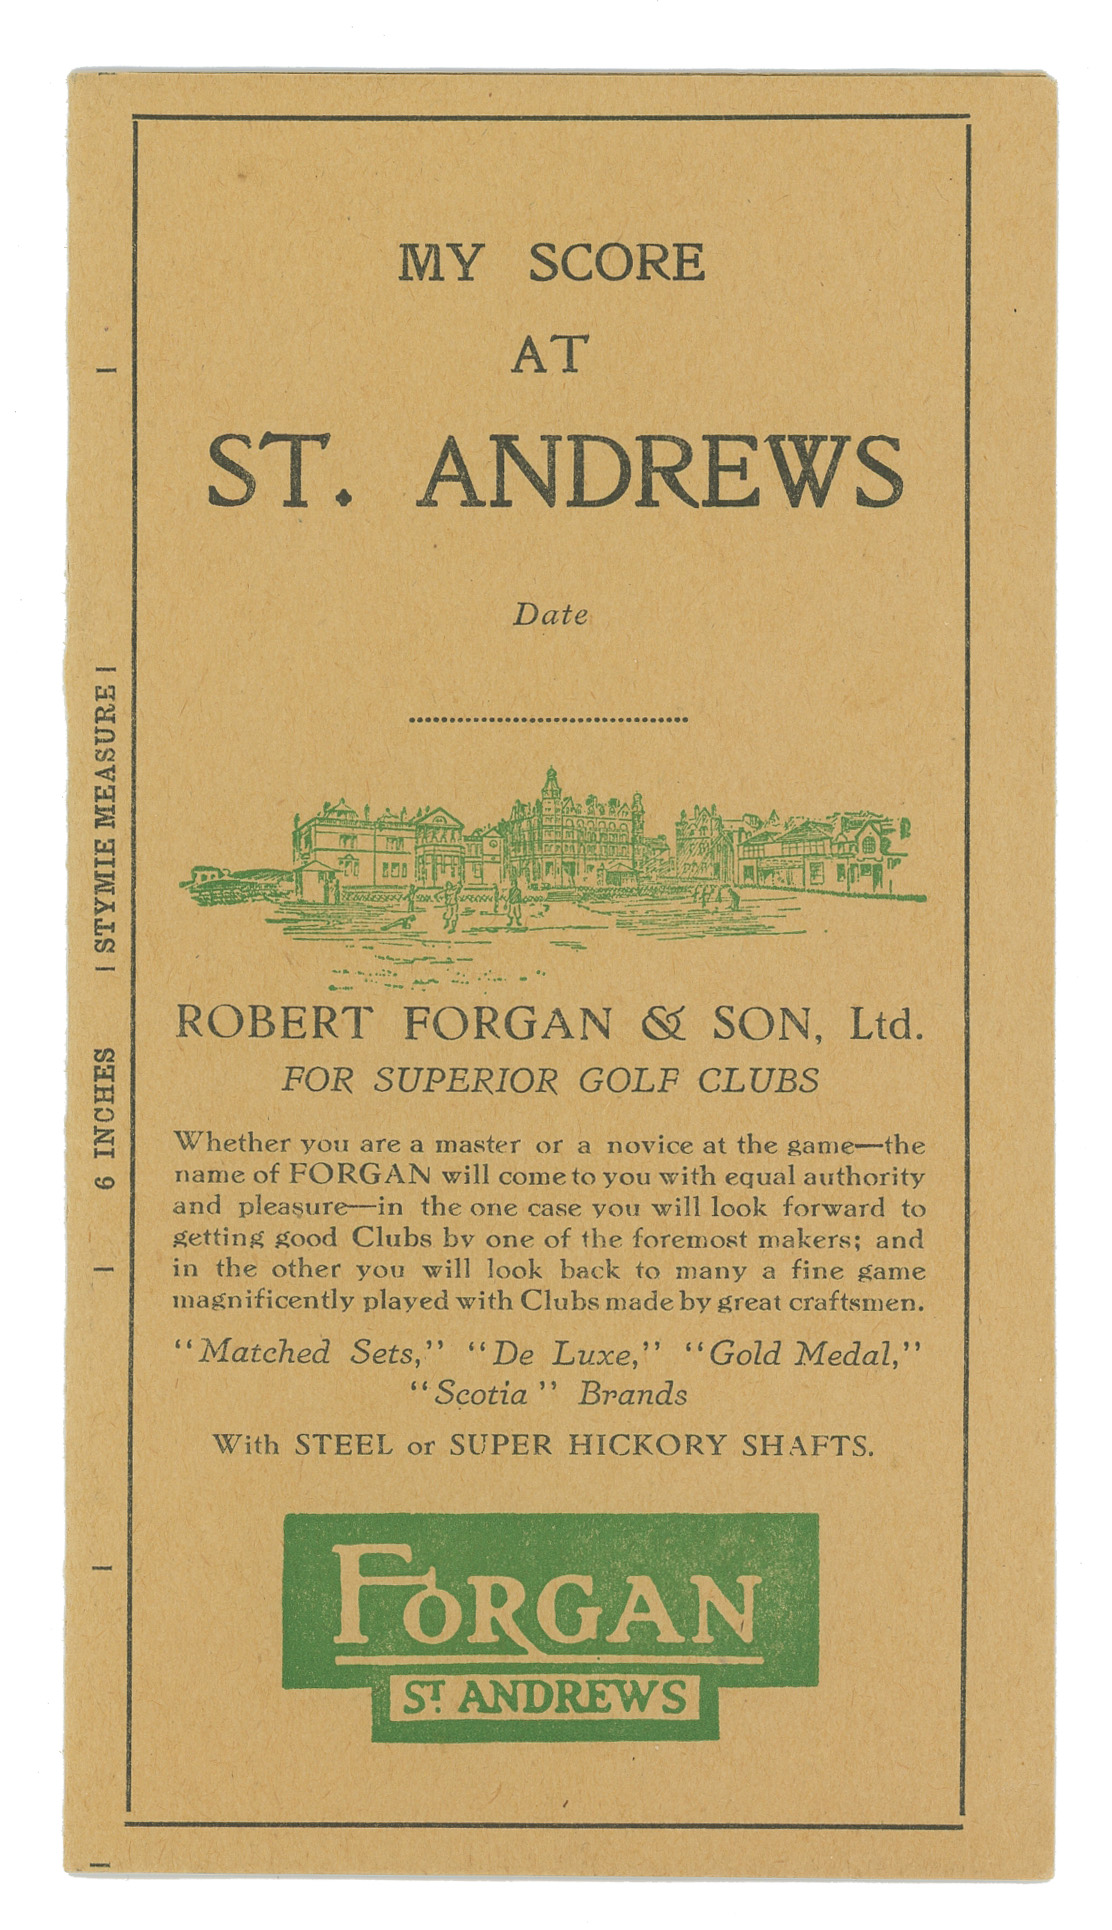 MY SCORE
AT
ST. ANDREWS
Date
ROBERT FORGAN & SON, Ltd.
FOR SUPERIOR GOLF CLUBS
Whether you are a master or a novice at the game—the
name of FORGAN will come to you with equal authority
and pleasure—in the one case you will look forward to
getting good Clubs by one of the foremost makers; and
in the other you will look back to many a fine game
magnificently played with Clubs made by great craftsmen.
"Matched Sets," "De Luxe," "Gold Medal,"
"Scotia" Brands
With STEEL or SUPER HICKORY SHAFTS.
FORGAN
ST. ANDREWS
6 INCHES STYMIE MEASURE